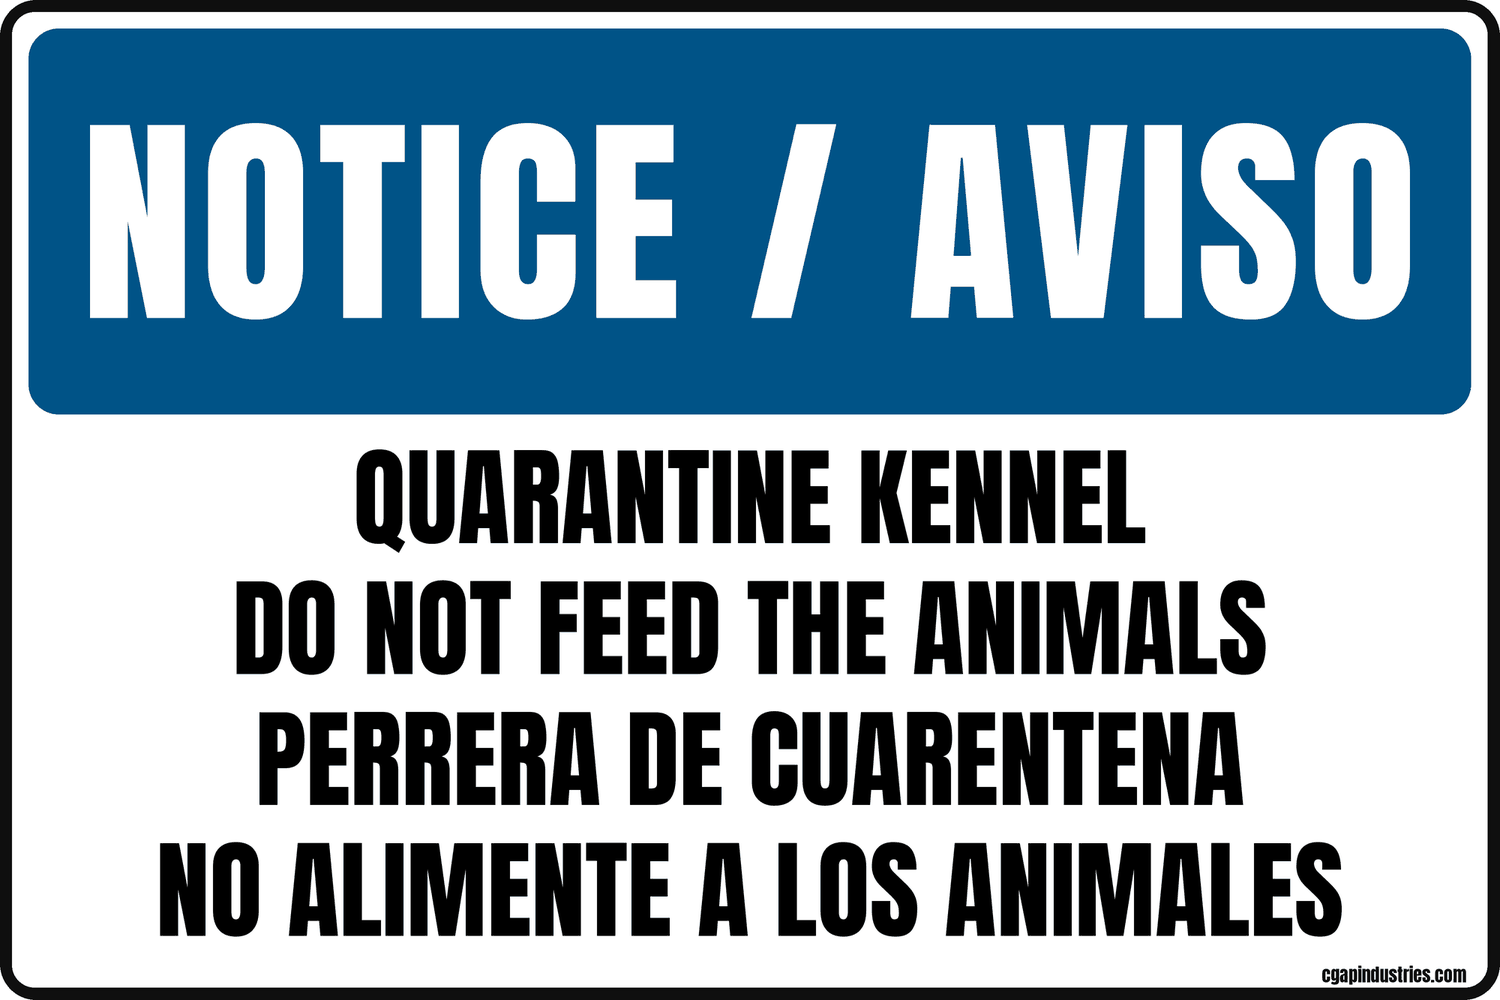 NOTICE / AVISO
QUARANTINE KENNEL
DO NOT FEED THE ANIMALS
PERRERA DE CUARENTENA
NO ALIMENTE A LOS ANIMALES
cgapindustries.com